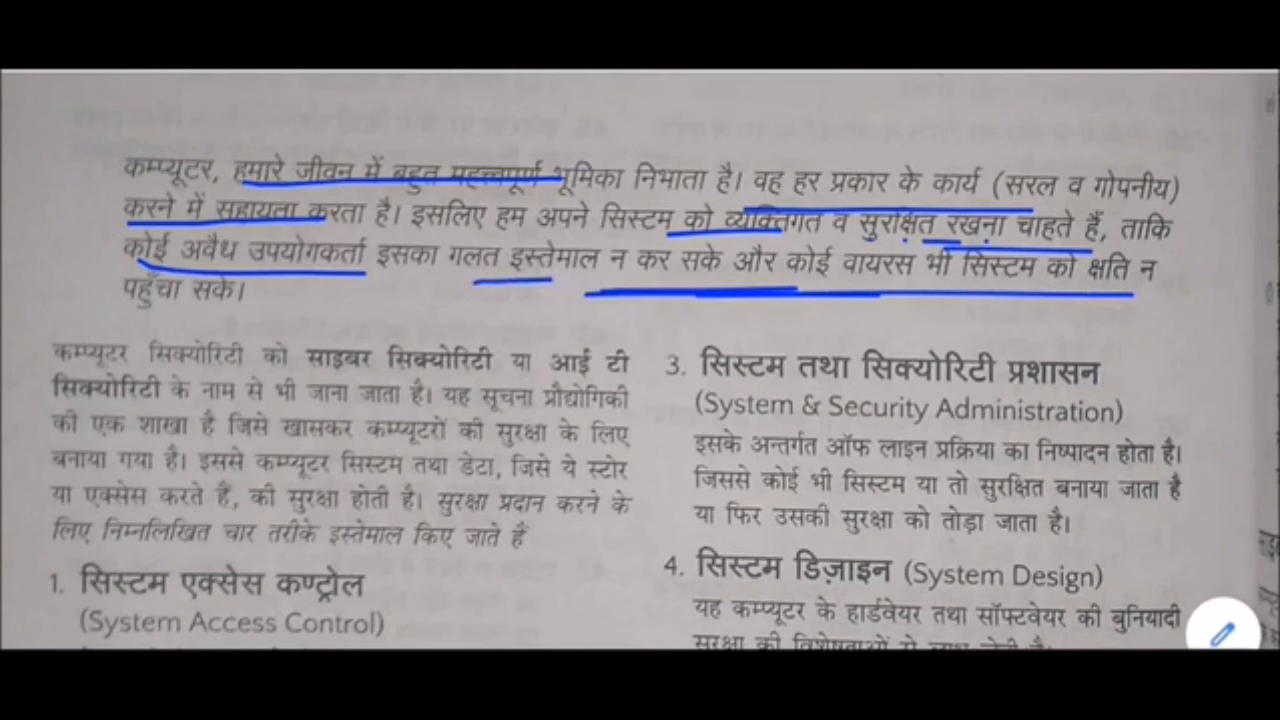 कम्प्यूटर, हमारे जीवन में बहुत महत्त्वपूर्ण भूमिका निभाता है। वह हर प्रकार के कार्य (सरल व गोपनीय)
करने में सहायता करता है। इसलिए हम अपने सिस्टम को व्यक्तिगत व सुरक्षित रखना चाहते हैं, ताकि
कोई अवैध उपयोगकर्ता इसका गलत इस्तेमाल न कर सके और कोई वायरस भी सिस्टम को क्षति न
पहुँचा सके।
कम्प्यूटर सिक्योरिटी को साइबर सिक्योरिटी या आई टी
सिक्योरिटी के नाम से भी जाना जाता है। यह सूचना प्रौद्योगिकी
की एक शाखा है जिसे खासकर कम्प्यूटरों की सुरक्षा के लिए
बनाया गया है। इससे कम्प्यूटर सिस्टम तथा डेटा, जिसे ये स्टोर
या एक्सेस करते हैं, की सुरक्षा होती है। सुरक्षा प्रदान करने के
लिए निम्नलिखित चार तरीके इस्तेमाल किए जाते हैं
1. सिस्टम एक्सेस कण्ट्रोल
(System Access Control)
3. सिस्टम तथा सिक्योरिटी प्रशासन
(System & Security Administration)
इसके अन्तर्गत ऑफ लाइन प्रक्रिया का निष्पादन होता है।
जिससे कोई भी सिस्टम या तो सुरक्षित बनाया जाता है
या फिर उसकी सुरक्षा को तोड़ा जाता है।
4. सिस्टम डिज़ाइन (System Design)
यह कम्प्यूटर के हार्डवेयर तथा सॉफ्टवेयर की बुनियादी
सुरक्षा की विशेषताओं से लाभ लेती है।